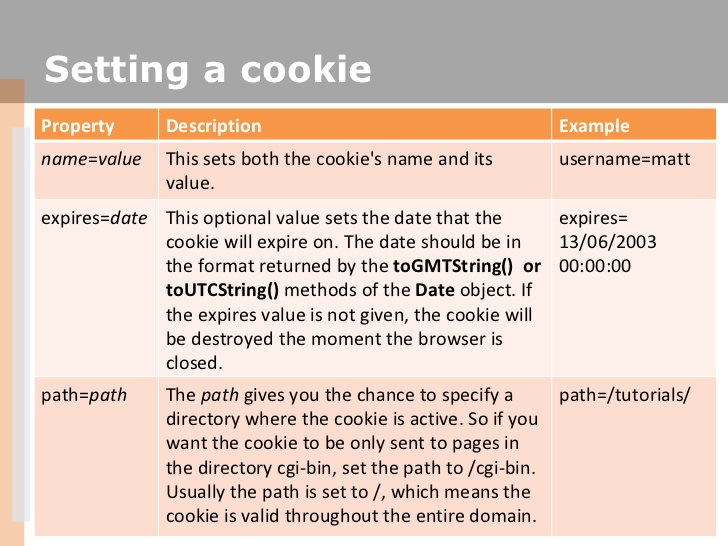 Setting a cookie
Property Description Example
name=value This sets both the cookie's name and its username=matt
value.
expires=date This optional value sets the date that the expires=
cookie will expire on. The date should be in 13/06/2003
the format returned by the toGMTString() or 00:00:00
toUTCString() methods of the Date object. If
the expires value is not given, the cookie will
be destroyed the moment the browser is
closed.
path=path The path gives you the chance to specify a path=/tutorials/
directory where the cookie is active. So if you
want the cookie to be only sent to pages in
the directory cgi-bin, set the path to /cgi-bin.
Usually the path is set to /, which means the
cookie is valid throughout the entire domain.